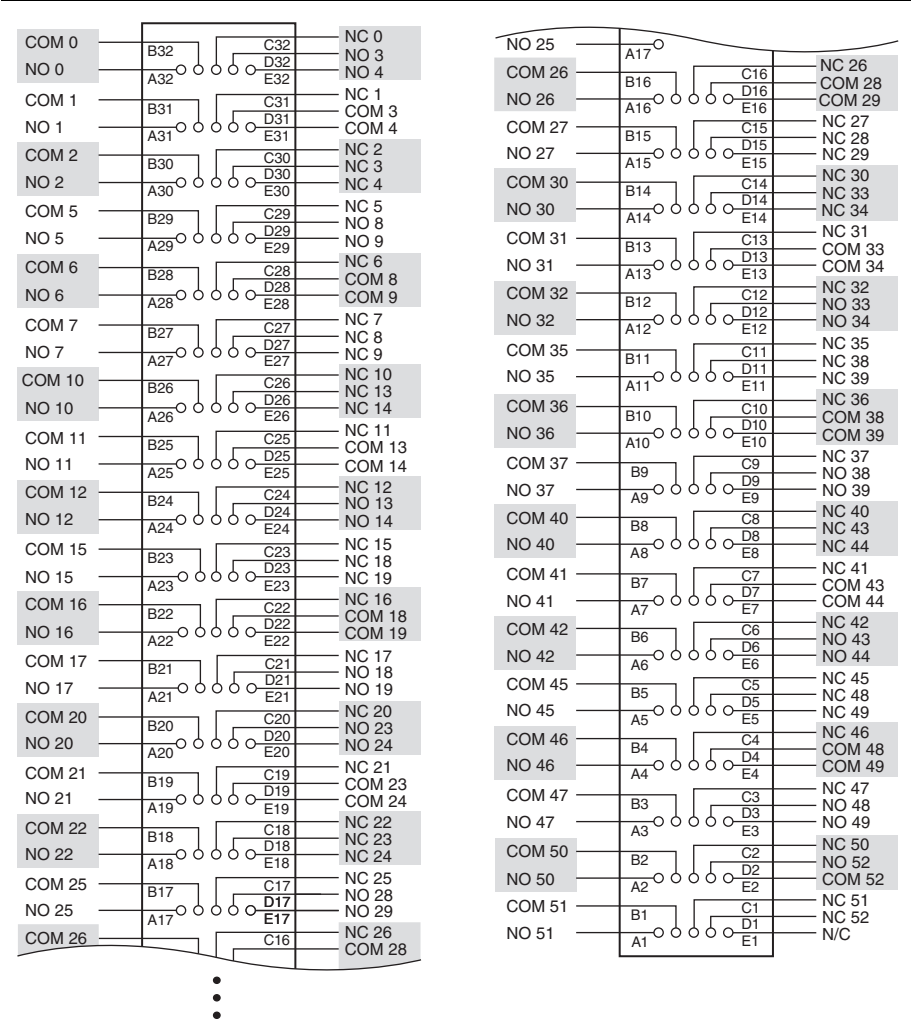 COM 0 B32 C32 NC 0
D32 NO 3
NO 0 A32 E32 NO 4
COM 1 B31 C31 NC 1
D31 COM 3
NO 1 A31 E31 COM 4
COM 2 B30 C30 NC 2
D30 NC 3
NO 2 A30 E30 NC 4
COM 5 B29 C29 NC 5
D29 NO 8
NO 5 A29 E29 NO 9
COM 6 B28 C28 NC 6
D28 COM 8
NO 6 A28 E28 COM 9
COM 7 B27 C27 NC 7
D27 NC 8
NO 7 A27 E27 NC 9
COM 10 B26 C26 NC 10
D26 NC 13
NO 10 A26 E26 NC 14
COM 11 B25 C25 NC 11
D25 COM 13
NO 11 A25 E25 COM 14
COM 12 B24 C24 NC 12
D24 NO 13
NO 12 A24 E24 NO 14
COM 15 B23 C23 NC 15
D23 NC 18
NO 15 A23 E23 NC 19
COM 16 B22 C22 NC 16
D22 COM 18
NO 16 A22 E22 COM 19
COM 17 B21 C21 NC 17
D21 NO 18
NO 17 A21 E21 NO 19
COM 20 B20 C20 NC 20
D20 NO 23
NO 20 A20 E20 NO 24
COM 21 B19 C19 NC 21
D19 COM 23
NO 21 A19 E19 COM 24
COM 22 B18 C18 NC 22
D18 NC 23
NO 22 A18 E18 NC 24
COM 25 B17 C17 NC 25
D17 NO 28
NO 25 A17 E17 NO 29
COM 26 C16 NC 26
COM 28
NO 25 A17
COM 26 B16 C16 NC 26
D16 COM 28
NO 26 A16 E16 COM 29
COM 27 B15 C15 NC 27
D15 NC 28
NO 27 A15 E15 NC 29
COM 30 B14 C14 NC 30
D14 NC 33
NO 30 A14 E14 NC 34
COM 31 B13 C13 NC 31
D13 COM 33
NO 31 A13 E13 COM 34
COM 32 B12 C12 NC 32
D12 NO 33
NO 32 A12 E12 NO 34
COM 35 B11 C11 NC 35
D11 NC 38
NO 35 A11 E11 NC 39
COM 36 B10 C10 NC 36
D10 COM 38
NO 36 A10 E10 COM 39
COM 37 B9 C9 NC 37
D9 NO 38
NO 37 A9 E9 NO 39
COM 40 B8 C8 NC 40
D8 NC 43
NO 40 A8 E8 NC 44
COM 41 B7 C7 NC 41
D7 COM 43
NO 41 A7 E7 COM 44
COM 42 B6 C6 NC 42
D6 NO 43
NO 42 A6 E6 NO 44
COM 45 B5 C5 NC 45
D5 NC 48
NO 45 A5 E5 NC 49
COM 46 B4 C4 NC 46
D4 COM 48
NO 46 A4 E4 COM 49
COM 47 B3 C3 NC 47
D3 NO 48
NO 47 A3 E3 NO 49
COM 50 B2 C2 NC 50
D2 NO 52
NO 50 A2 E2 COM 52
COM 51 B1 C1 NC 51
D1 NC 52
NO 51 A1 E1 N/C